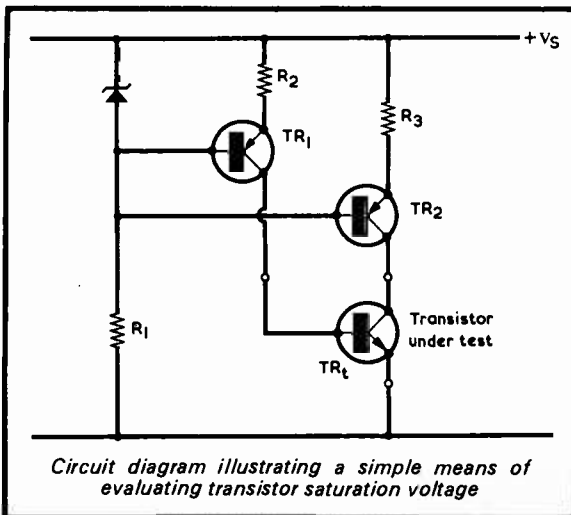 +VS
R2
TR1
R3
TR2
R1
Transistor
under test
TRt
Circuit diagram illustrating a simple means of
evaluating transistor saturation voltage